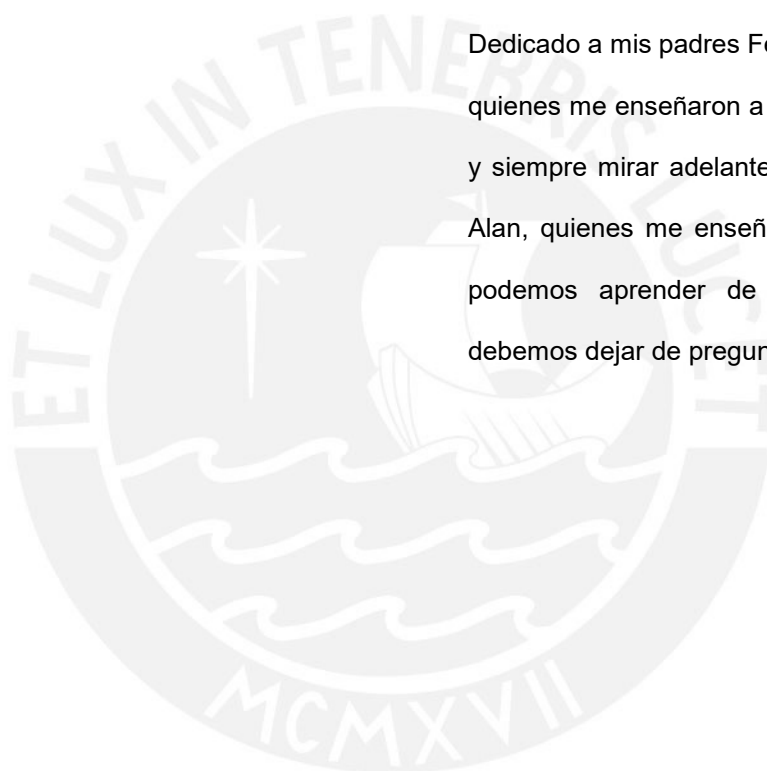 Dedicado a mis padres
quienes me enseñaron a
y siempre mirar adelante
Alan, quienes me
podemos aprender de
debemos dejar de
ET LUX IN TENEBRIS LUCET
MCMXVII